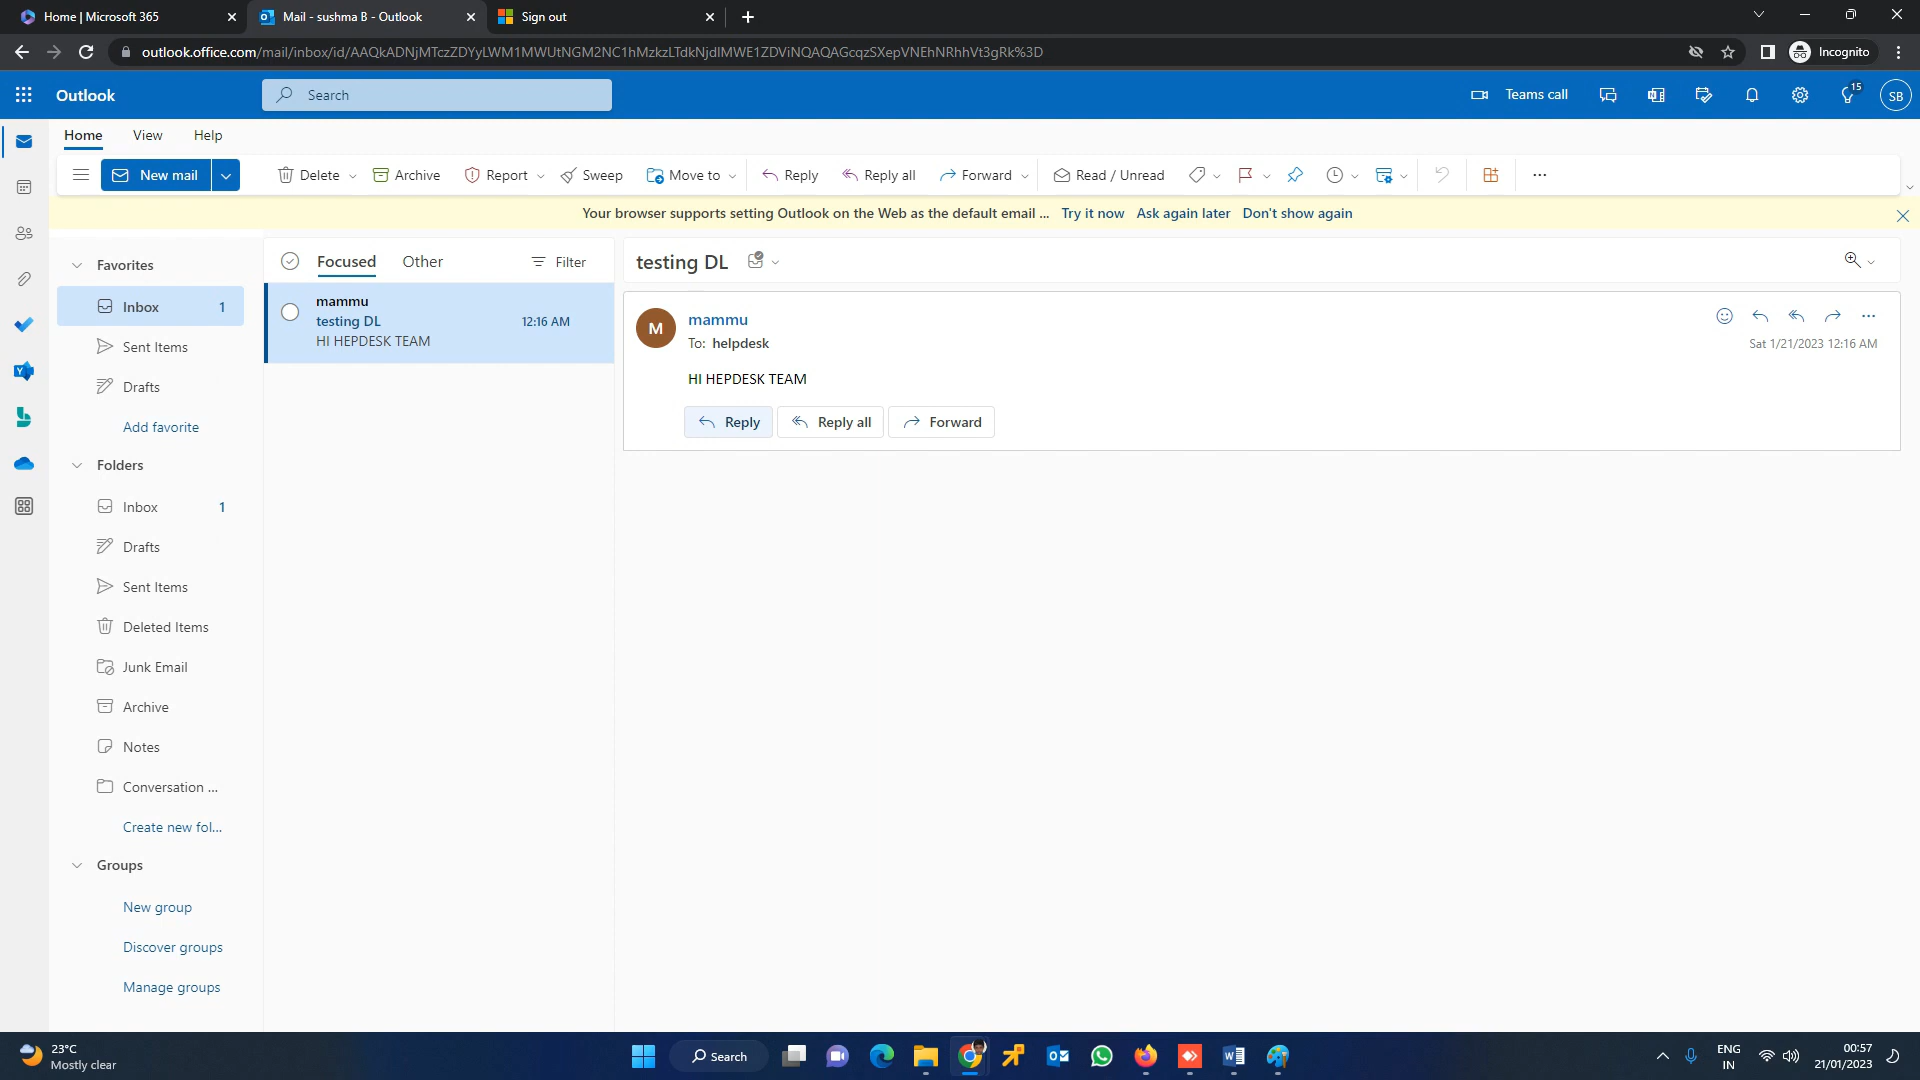 Home | Microsoft 365
Mail - sushma B - Outlook
Sign out
outlook.office.com/mail/inbox/id/AAQkADNjMTczZDYyLWM1MWUtNGM2NC1hMzkzLTdkNjdlMWE1ZDViNQAQAGcqzSXepVNEhNRhhVt3gRk%3D
Incognito
Outlook
Search
Teams call
15
SB
Home View Help
New mail
Delete
Archive
Report
Sweep
Move to
Reply
Reply all
Forward
Read / Unread
Your browser supports setting Outlook on the Web as the default email ... Try it now Ask again later Don't show again
Favorites
Inbox 1
Sent Items
Drafts
Add favorite
Folders
Inbox 1
Drafts
Sent Items
Deleted Items
Junk Email
Archive
Notes
Conversation ...
Create new fol...
Groups
New group
Discover groups
Manage groups
Focused Other Filter
mammu
testing DL 12:16 AM
HI HEPDESK TEAM
testing DL
M
mammu
To: helpdesk
Sat 1/21/2023 12:16 AM
HI HEPDESK TEAM
Reply
Reply all
Forward
23°C
Mostly clear
Search
ENG
IN
00:57
21/01/2023